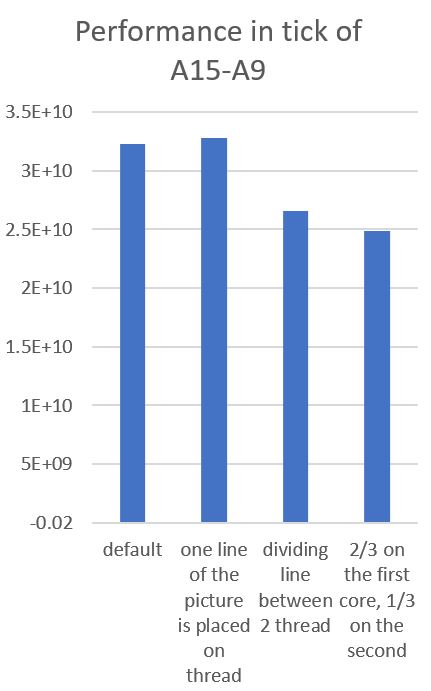 Performance in tick of
A15-A9
3.5E+10
3E+10
2.5E+10
2E+10
1.5E+10
1E+10
5E+09
-0.02
default
one line
of the
picture
is placed
on
thread
dividing
line
between
2 thread
2/3 on
the first
core, 1/3
on the
second